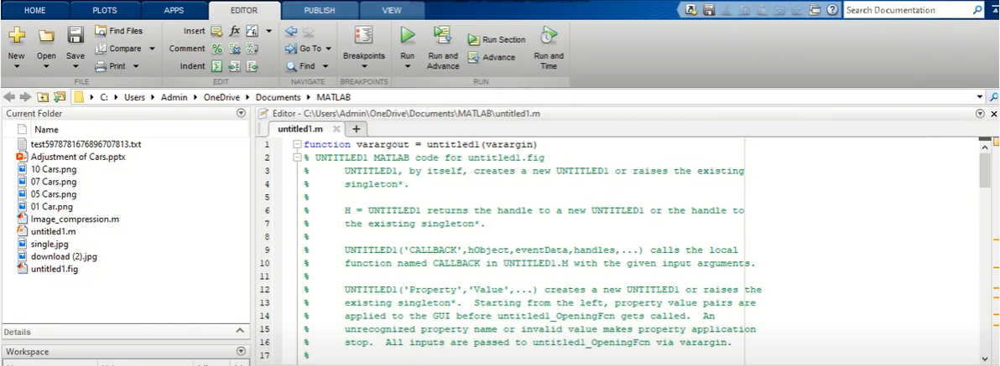 HOME PLOTS APPS EDITOR PUBLISH VIEW Search Documentation
New Open Save Find Files Compare Print
Insert fx Comment Indent
Go To Find
Breakpoints
Run Run and Advance Run Section Advance Run and Time
FILE EDIT NAVIGATE BREAKPOINTS RUN
C: Users Admin OneDrive Documents MATLAB
Current Folder
Name
test5978781676896707813.txt
Adjustment of Cars.pptx
10 Cars.png
07 Cars.png
05 Cars.png
01 Car.png
Image_compression.m
untitled1.m
single.jpg
download (2).jpg
untitled1.fig
Details
Workspace
Editor - C:\Users\Admin\OneDrive\Documents\MATLAB\untitled1.m
untitled1.m
1 function varargout = untitled1(varargin)
2 % UNTITLED1 MATLAB code for untitled1.fig
3 % UNTITLED1, by itself, creates a new UNTITLED1 or raises the existing
4 % singleton*.
5 %
6 % H = UNTITLED1 returns the handle to a new UNTITLED1 or the handle to
7 % the existing singleton*.
8 %
9 % UNTITLED1('CALLBACK',hObject,eventData,handles,...) calls the local
10 % function named CALLBACK in UNTITLED1.M with the given input arguments.
11 %
12 % UNTITLED1('Property','Value',...) creates a new UNTITLED1 or raises the
13 % existing singleton*. Starting from the left, property value pairs are
14 % applied to the GUI before untitled1_OpeningFcn gets called. An
15 % unrecognized property name or invalid value makes property application
16 % stop. All inputs are passed to untitled1_OpeningFcn via varargin.
17 %